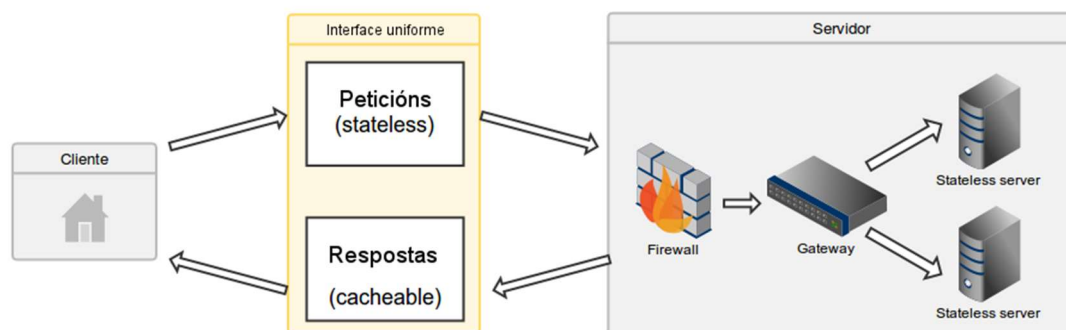 Interface uniforme
Servidor
Peticións
(stateless)
Cliente
Stateless server
Firewall
Gateway
Respostas
(cacheable)
Stateless server